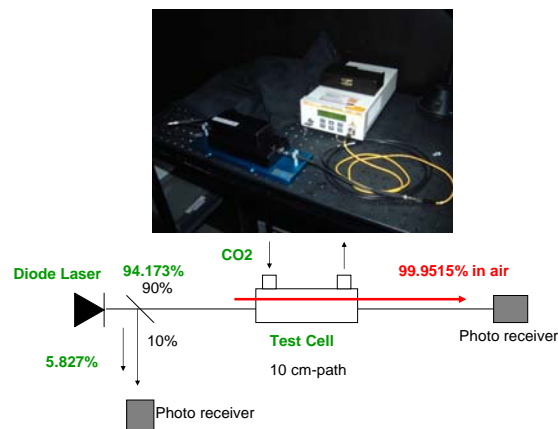 CO2
Diode Laser
94.173%
99.9515% in air
90%
10%
Test Cell
Photo receiver
5.827%
10 cm-path
Photo receiver